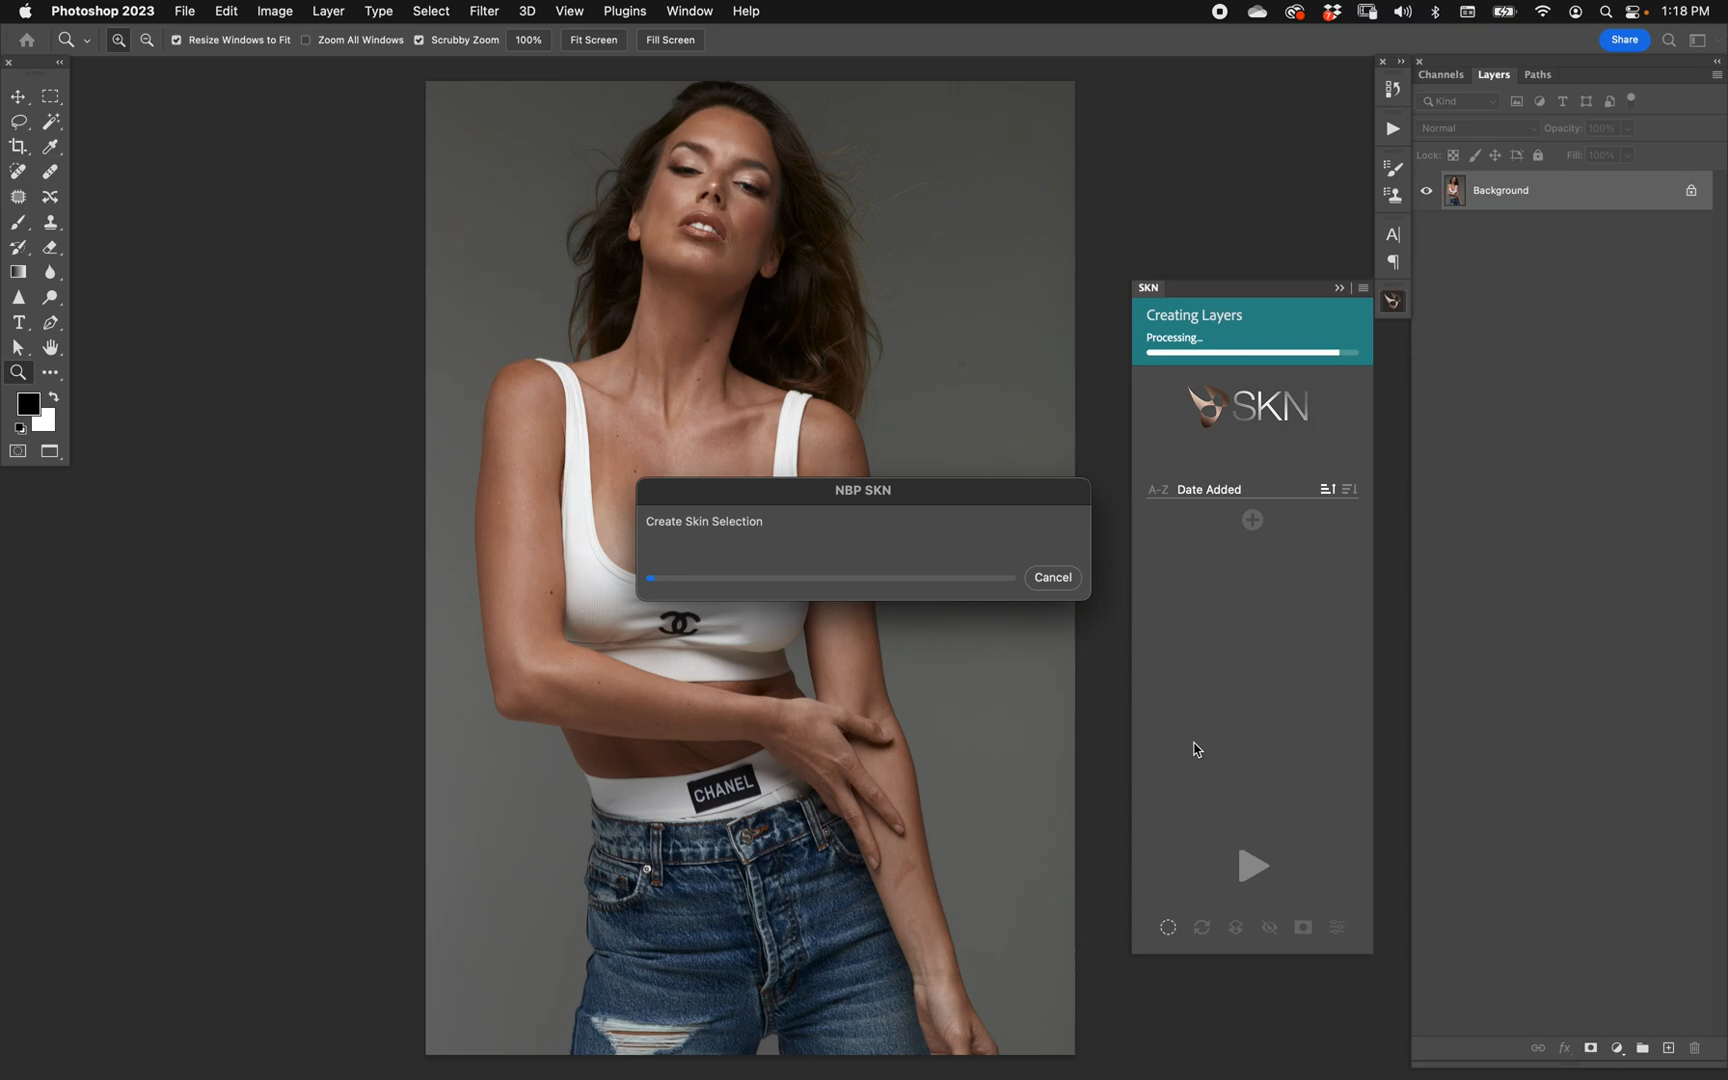 Photoshop 2023 File Edit Image Layer Type Select Filter 3D View Plugins Window Help 7 1:18 PM
Resize Windows to Fit Zoom All Windows Scrubby Zoom 100% Fit Screen Fill Screen Share
Channels Layers Paths
Kind
Normal Opacity: 100%
Lock: Fill: 100%
Background
SKN
Creating Layers
Processing...
SKN
A-Z Date Added
NBP SKN
Create Skin Selection
Cancel
CHANEL
fx